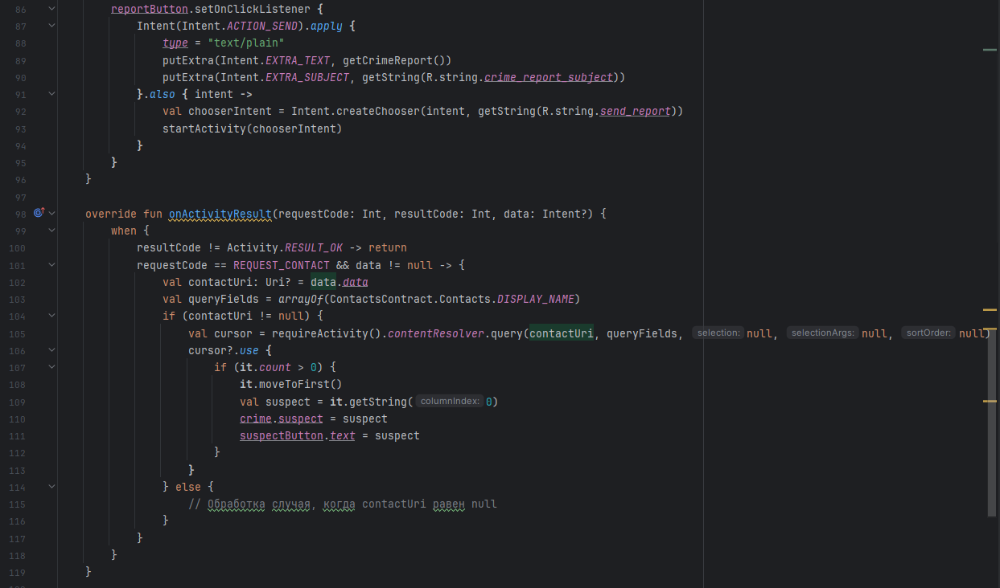 86 reportButton.setOnClickListener {
87 Intent(Intent.ACTION_SEND).apply {
88 type = "text/plain"
89 putExtra(Intent.EXTRA_TEXT, getCrimeReport())
90 putExtra(Intent.EXTRA_SUBJECT, getString(R.string.crime_report_subject))
91 }.also { intent ->
92 val chooserIntent = Intent.createChooser(intent, getString(R.string.send_report))
93 startActivity(chooserIntent)
94 }
95 }
96 }
97
98 override fun onActivityResult(requestCode: Int, resultCode: Int, data: Intent?) {
99 when {
100 resultCode != Activity.RESULT_OK -> return
101 requestCode == REQUEST_CONTACT && data != null -> {
102 val contactUri: Uri? = data.data
103 val queryFields = arrayOf(ContactsContract.Contacts.DISPLAY_NAME)
104 if (contactUri != null) {
105 val cursor = requireActivity().contentResolver.query(contactUri, queryFields, selection: null, selectionArgs: null, sortOrder: null)
106 cursor?.use {
107 if (it.count > 0) {
108 it.moveToFirst()
109 val suspect = it.getString( columnIndex: 0)
110 crime.suspect = suspect
111 suspectButton.text = suspect
112 }
113 }
114 } else {
115 // Обработка случая, когда contactUri равен null
116 }
117 }
118 }
119 }